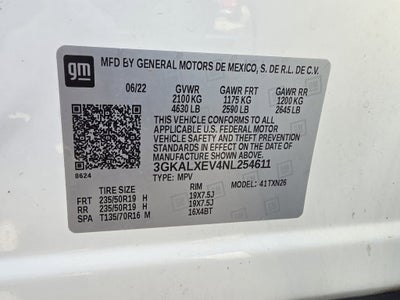 gm
MFD BY GENERAL MOTORS DE MEXICO, S. DE R.L. DE C.V.
06/22 GVWR GAWR FRT GAWR RR
2100 KG 1175 KG 1200 KG
4630 LB 2590 LB 2645 LB
THIS VEHICLE CONFORMS TO ALL
APPLICABLE U.S. FEDERAL MOTOR
VEHICLE SAFETY AND THEFT PREVENTION
STANDARDS IN EFFECT ON THE DATE OF
MANUFACTURE SHOWN ABOVE.
3GKALXEV4NL254611
8624 TYPE: MPV MODEL: 41TXN26
TIRE SIZE RIM
FRT 235/50R19 H 19X7.5J
RR 235/50R19 H 19X7.5J
SPA T135/70R16 M 16X4BT